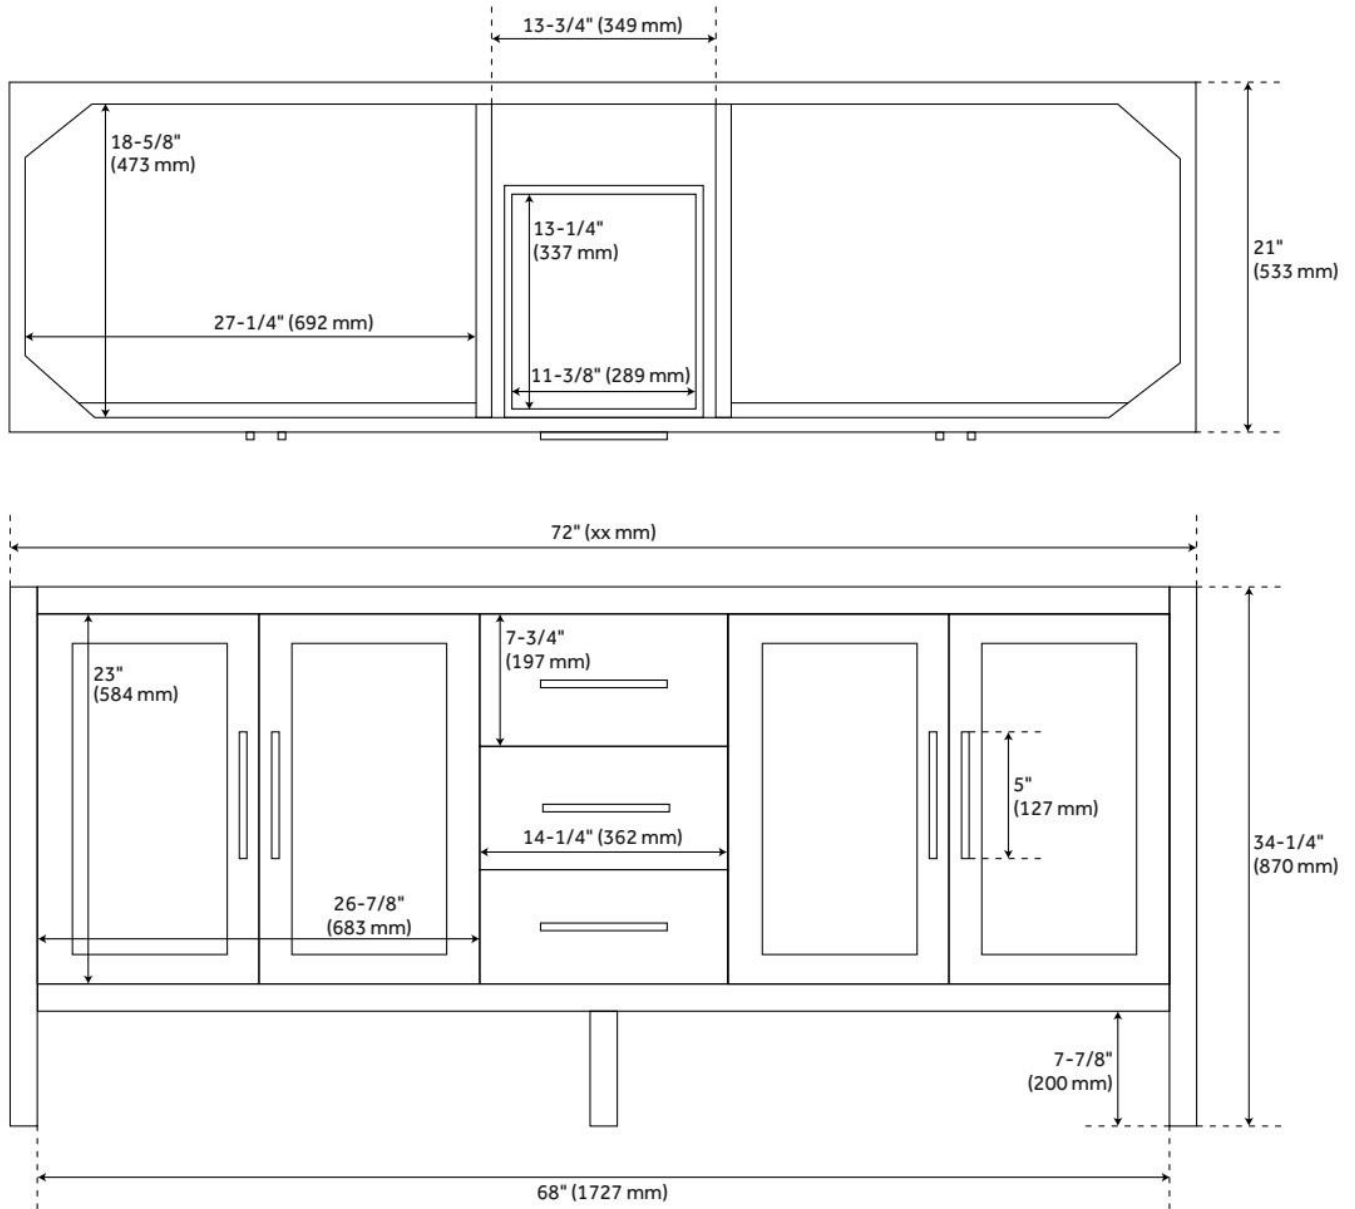 13-3/4" (349 mm)
18-5/8"
(473 mm)
13-1/4"
(337 mm)
21"
(533 mm)
27-1/4" (692 mm)
11-3/8" (289 mm)
72" (xx mm)
7-3/4"
(197 mm)
23"
(584 mm)
5"
(127 mm)
14-1/4" (362 mm)
34-1/4"
(870 mm)
26-7/8"
(683 mm)
7-7/8"
(200 mm)
68" (1727 mm)